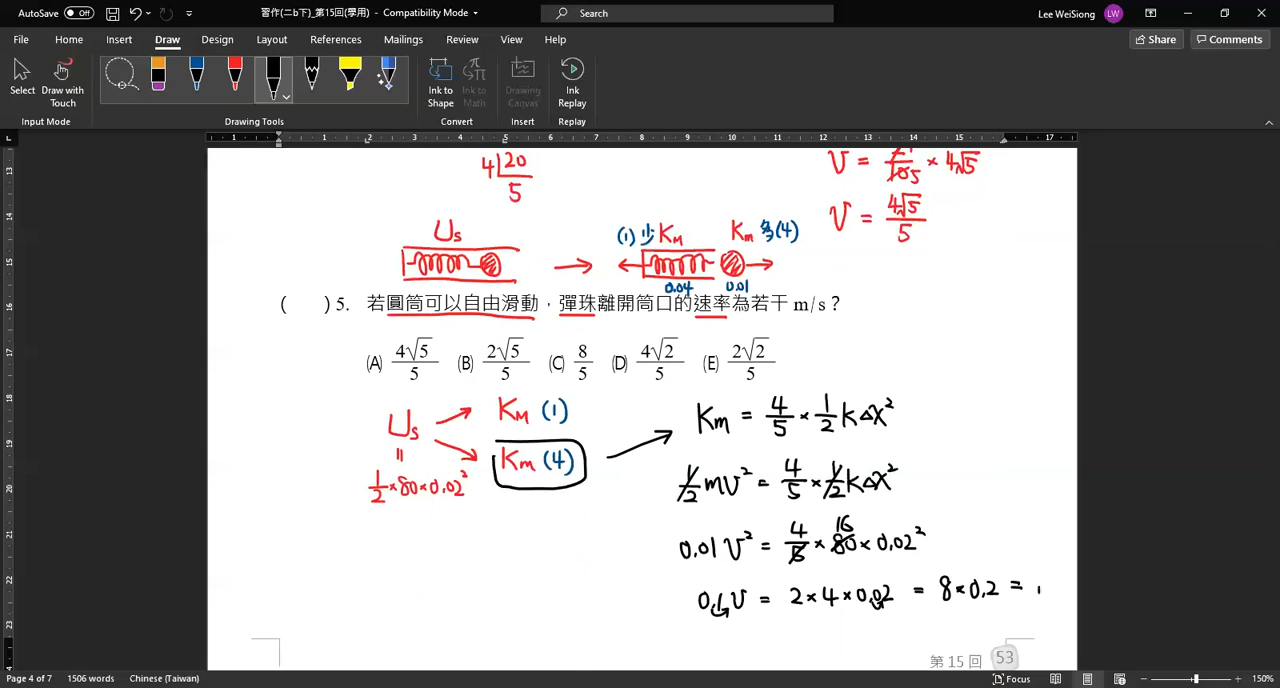 AutoSave Off 習作(二b下)_第15回(學用) - Compatibility Mode Search Lee WeiSiong LW
File Home Insert Draw Design Layout References Mailings Review View Help Share Comments
Select Draw with Touch Ink to Shape Ink to Math Drawing Canvas Ink Replay
Input Mode Drawing Tools Convert Insert Replay
4 20
5
V = × 4√5
V = 4√5/5
Us (1) 少 KM Km 多(4)
0.04 0.01
( ) 5. 若圓筒可以自由滑動，彈珠離開筒口的速率為若干 m/s？
(A) 4√5/5 (B) 2√5/5 (C) 8/5 (D) 4√2/5 (E) 2√2/5
Us KM (1)
Km (4)
=
1/2 × 80 × 0.02²
Km = 4/5 × 1/2 kΔx²
1/2 mV² = 4/5 × 1/2 kΔx²
0.01 V² = 4/5 × 80 × 0.02²
16
0.1 V = 2 × 4 × 0.02 = 8 × 0.2 =
第 15 回 53
Page 4 of 7 1506 words Chinese (Taiwan) Focus 150%